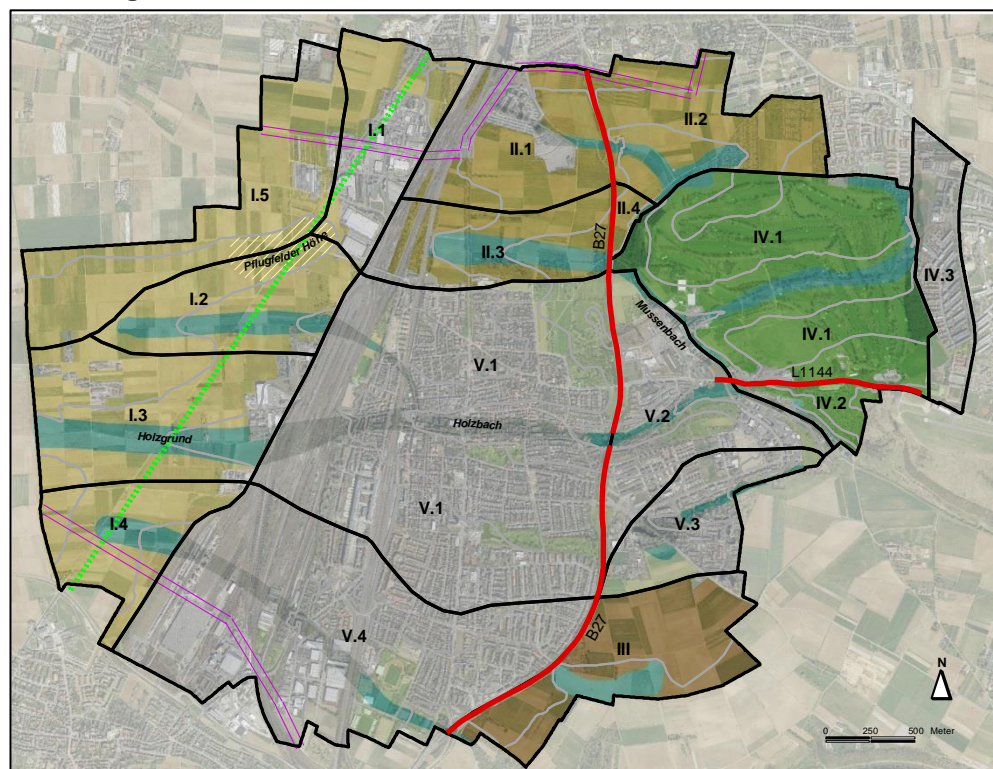 I.1
II.2
II.1
I.5
II.4
B27
Pflugfelder Höhe
II.3
IV.1
IV.3
I.2
Mussenbach
IV.1
V.1
L1144
IV.2
I.3
Holzgrund
Holzbach
V.2
V.1
I.4
V.3
V.4
B27
III
N
0 250 500 Meter